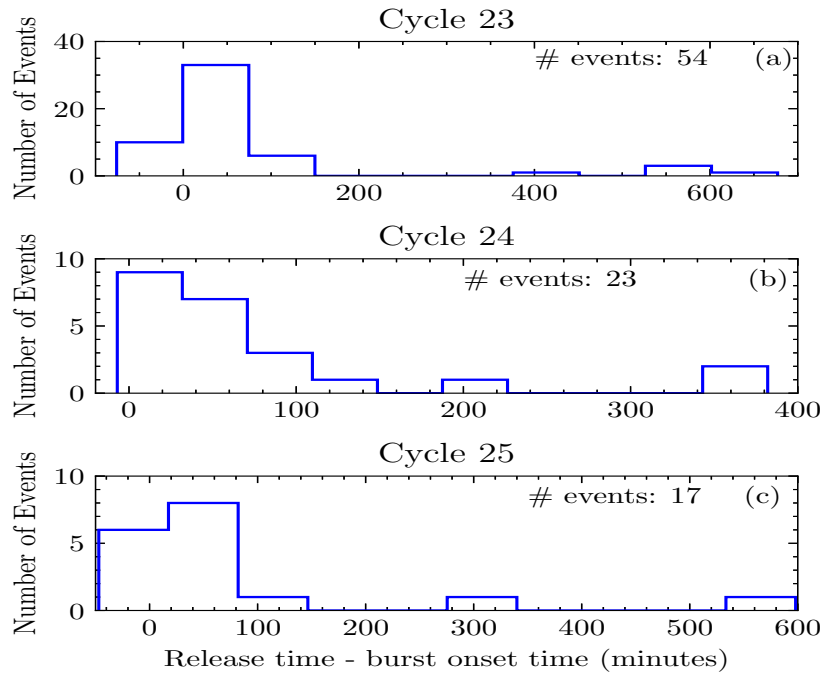 Cycle 23
Number of Events
40
20
0
# events: 54 (a)
0 200 400 600
Cycle 24
Number of Events
10
5
0
# events: 23 (b)
0 100 200 300 400
Cycle 25
Number of Events
10
5
0
# events: 17 (c)
0 100 200 300 400 500 600
Release time - burst onset time (minutes)